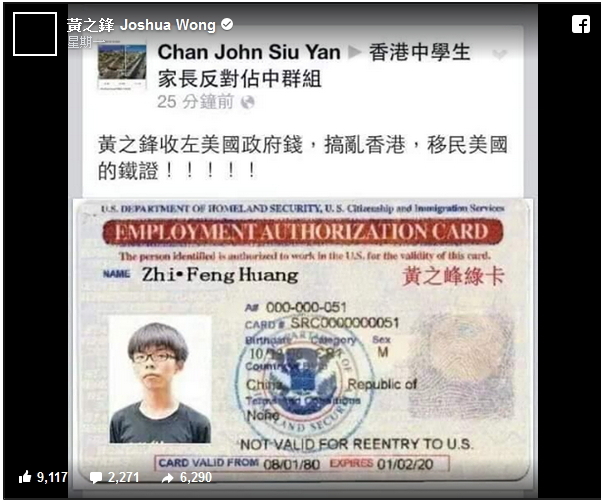 黃之鋒 Joshua Wong
星期一
Chan John Siu Yan ▶ 香港中學生
家長反對佔中群組
25 分鐘前
黃之鋒收左美國政府錢，搞亂香港，移民美國
的鐵證！！！！！
U.S. DEPARTMENT OF HOMELAND SECURITY, U.S. Citizenship and Immigration Services
EMPLOYMENT AUTHORIZATION CARD
The person identified is authorized to work in the U.S. for the validity of this card.
NAME Zhi•Feng Huang
黃之峰綠卡
A# 000-000-051
CARD # SRC0000000051
Birthdate Category Sex
10/ M
Country of Birth
China Republic of
Terms and Conditions
None
NOT VALID FOR REENTRY TO U.S.
CARD VALID FROM 08/01/80 EXPIRES 01/02/20
9,117 2,271 6,290